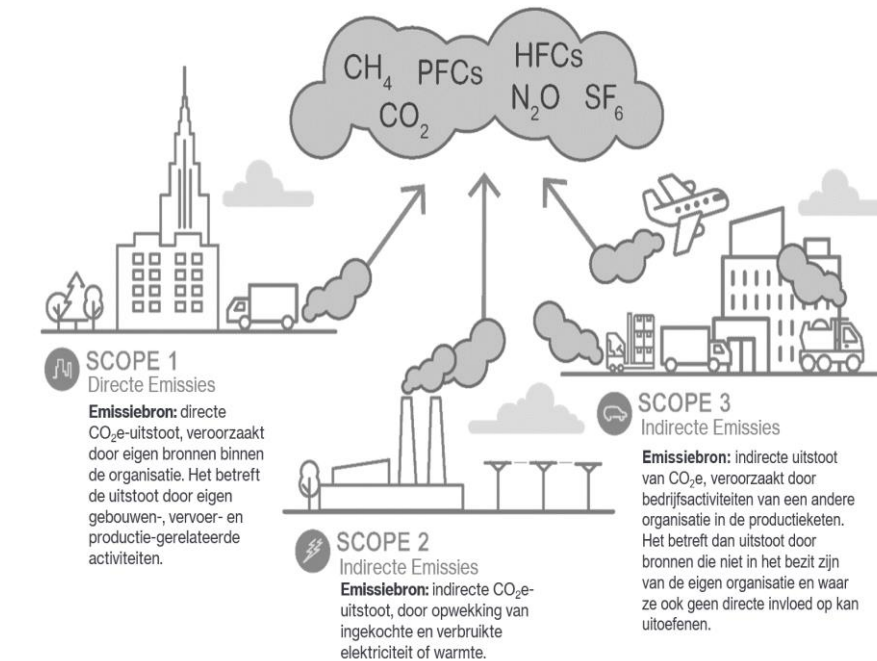 CH₄ PFCs HFCs
CO₂ N₂O SF₆
SCOPE 1
Directe Emissies
Emissiebron: directe
CO₂e-uitstoot, veroorzaakt
door eigen bronnen binnen
de organisatie. Het betreft
de uitstoot door eigen
gebouwen-, vervoer- en
productie-gerelateerde
activiteiten.
SCOPE 2
Indirecte Emissies
Emissiebron: indirecte CO₂e-
uitstoot, door opwekking van
ingekochte en verbruikte
elektriciteit of warmte.
SCOPE 3
Indirecte Emissies
Emissiebron: indirecte uitstoot
van CO₂e, veroorzaakt door
bedrijfsactiviteiten van een andere
organisatie in de productieketen.
Het betreft dan uitstoot door
bronnen die niet in het bezit zijn
van de eigen organisatie en waar
ze ook geen directe invloed op kan
uitoefenen.